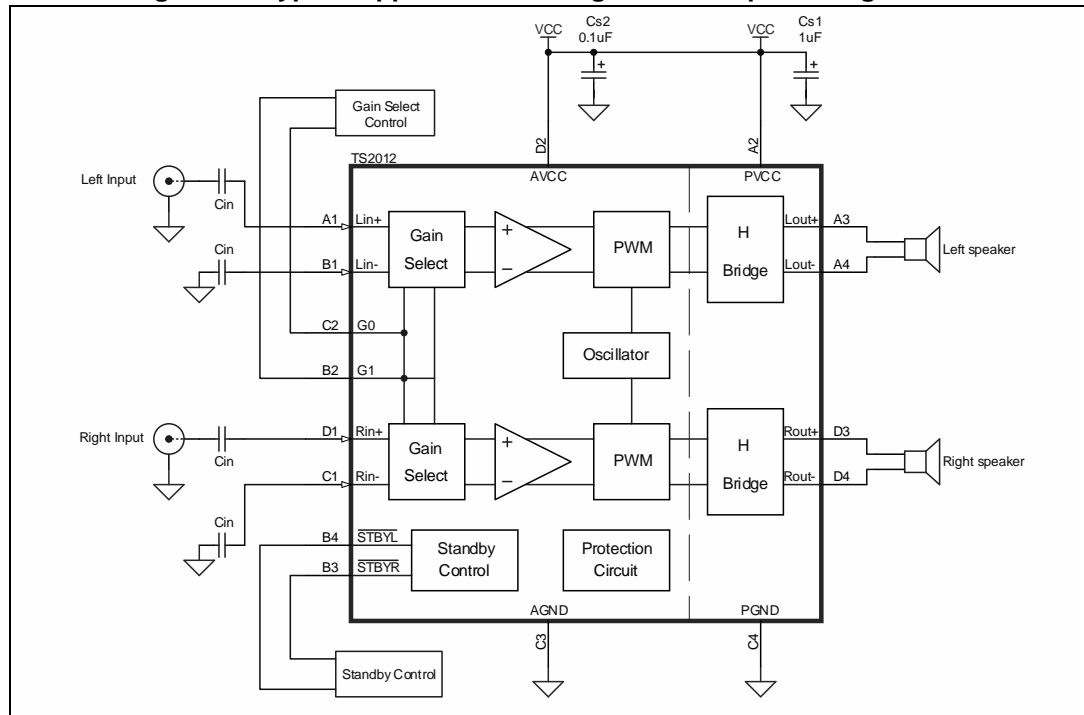 VCC
Cs2
0.1uF
VCC
Cs1
1uF
+
+
Gain Select
Control
D2
A2
TS2012
AVCC
PVCC
Left Input
Cin
A1
Lin+
Gain
Select
+
−
PWM
H
Bridge
Lout+
A3
Lout-
A4
Left speaker
Cin
B1
Lin-
C2
G0
Oscillator
B2
G1
Right Input
Cin
D1
Rin+
Gain
Select
+
−
PWM
H
Bridge
Rout+
D3
Rout-
D4
Right speaker
C1
Rin-
Cin
B4
STBYL
B3
STBYR
Standby
Control
Protection
Circuit
AGND
PGND
C3
C4
Standby Control